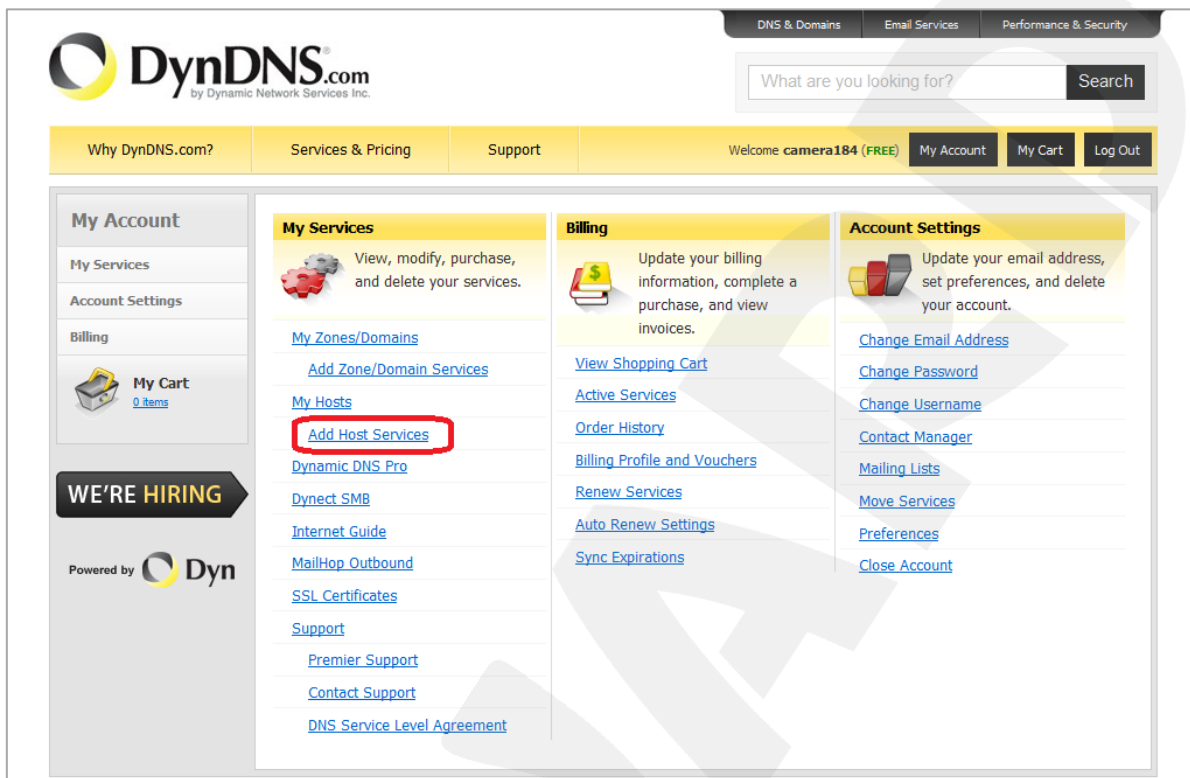 DNS & Domains Email Services Performance & Security
DynDNS.com
by Dynamic Network Services Inc.
What are you looking for? Search
Why DynDNS.com? Services & Pricing Support Welcome camera184 (FREE) My Account My Cart Log Out
My Account
My Services
Account Settings
Billing
My Cart
0 items
WE'RE HIRING
Powered by Dyn
My Services
View, modify, purchase,
and delete your services.
My Zones/Domains
Add Zone/Domain Services
My Hosts
Add Host Services
Dynamic DNS Pro
Dynect SMB
Internet Guide
MailHop Outbound
SSL Certificates
Support
Premier Support
Contact Support
DNS Service Level Agreement
Billing
Update your billing
information, complete a
purchase, and view
invoices.
View Shopping Cart
Active Services
Order History
Billing Profile and Vouchers
Renew Services
Auto Renew Settings
Sync Expirations
Account Settings
Update your email address,
set preferences, and delete
your account.
Change Email Address
Change Password
Change Username
Contact Manager
Mailing Lists
Move Services
Preferences
Close Account